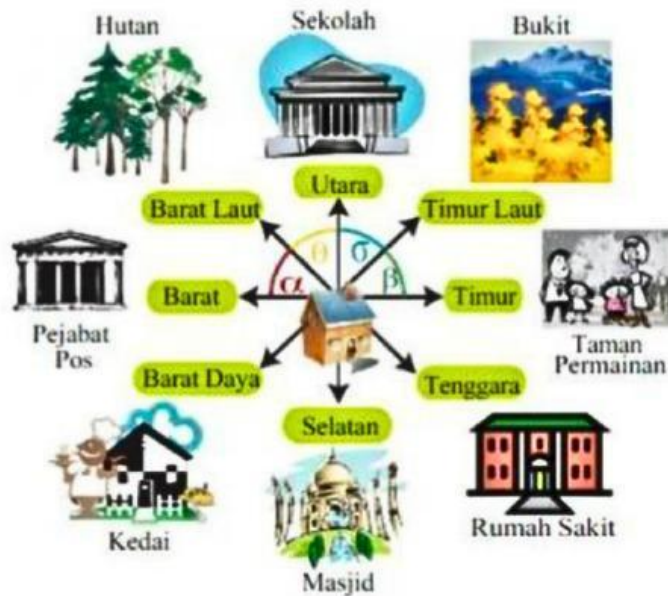 Hutan
Sekolah
Bukit
Utara
Barat Laut
Timur Laut
θ
σ
α
β
Barat
Timur
Pejabat
Pos
Taman
Permainan
Barat Daya
Tenggara
Selatan
Kedai
Masjid
Rumah Sakit